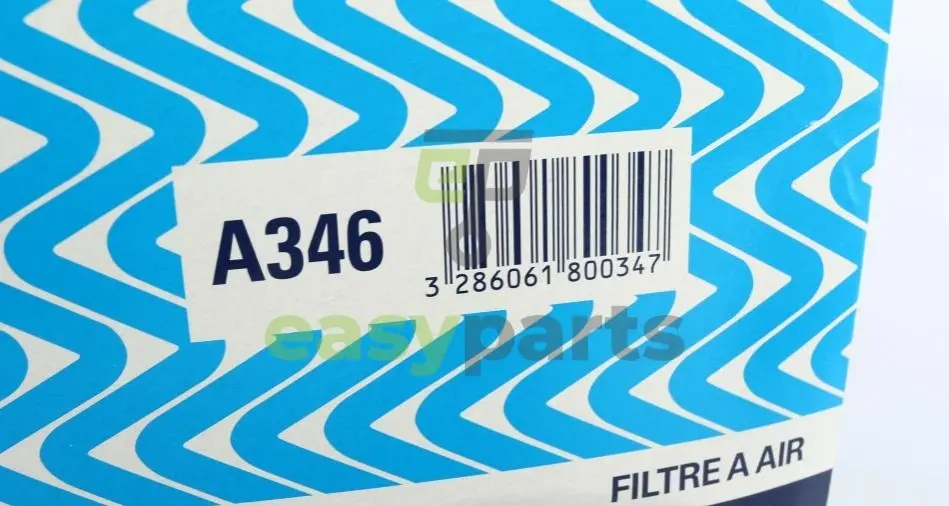 A346
3 286061 800347
easyparts
FILTRE A AIR